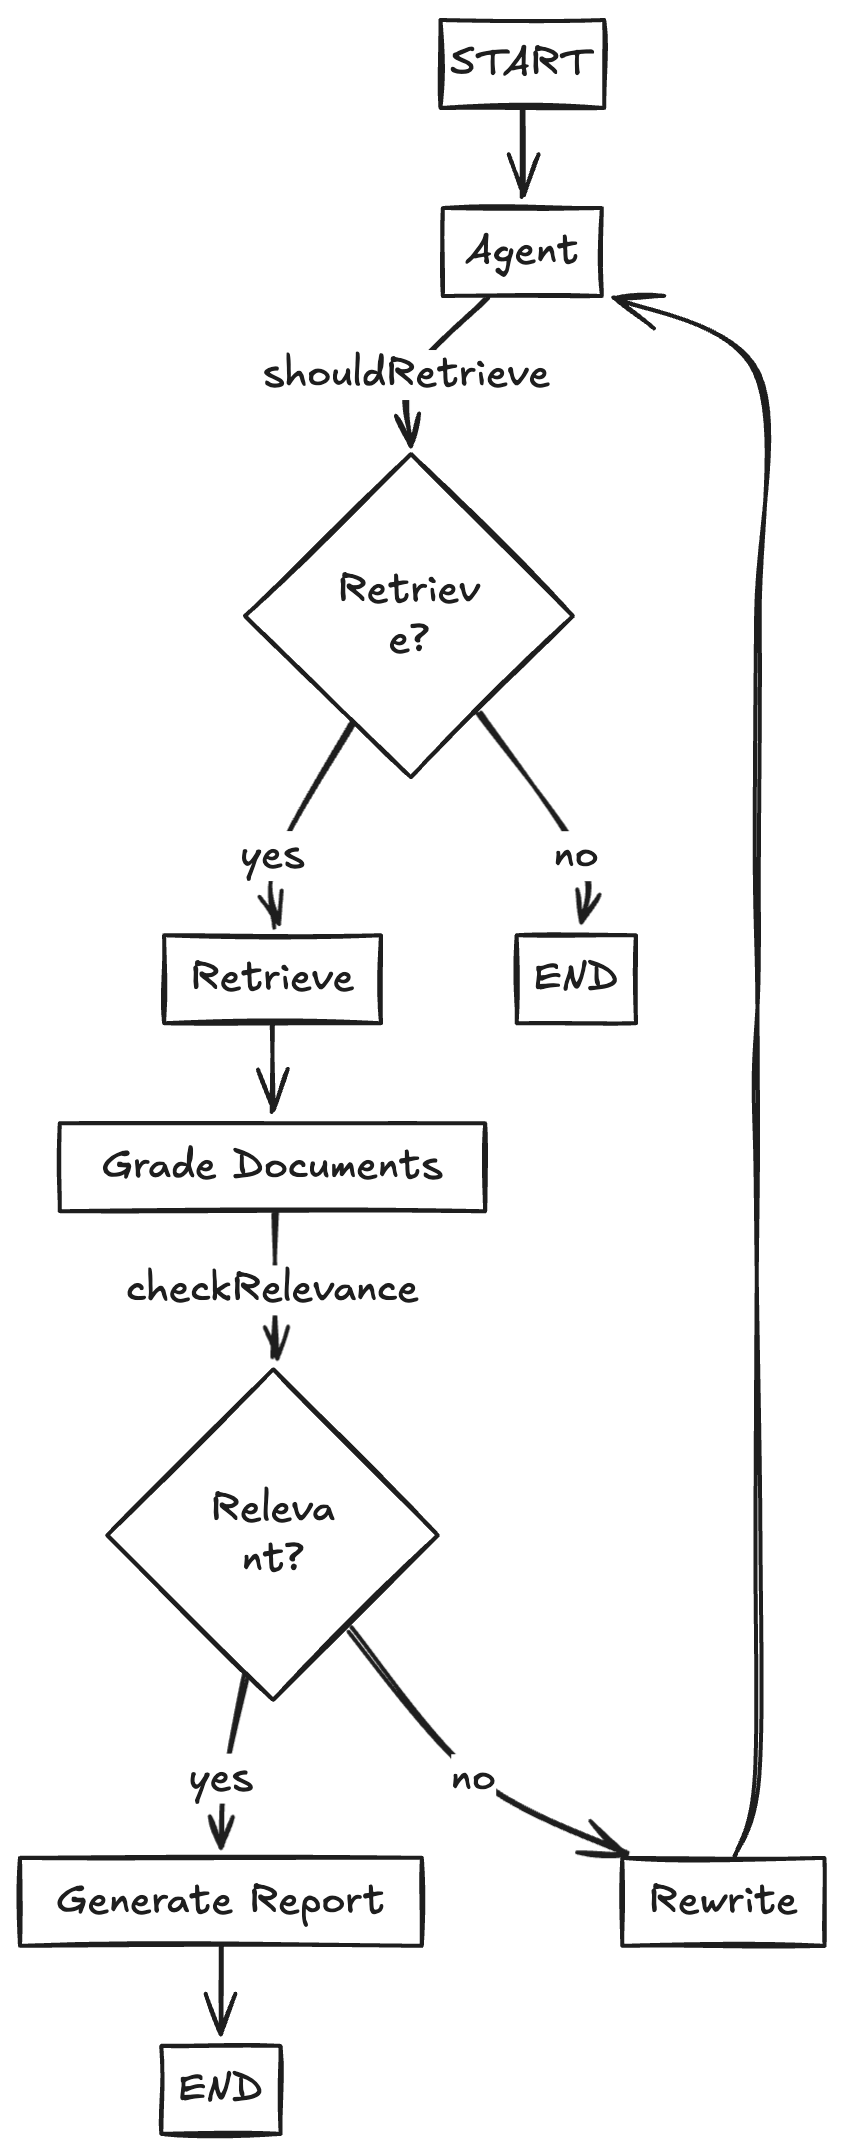 START
Agent
shouldRetrieve
Retriev
e?
yes
no
Retrieve
END
Grade Documents
checkRelevance
Releva
nt?
yes
no
Generate Report
Rewrite
END